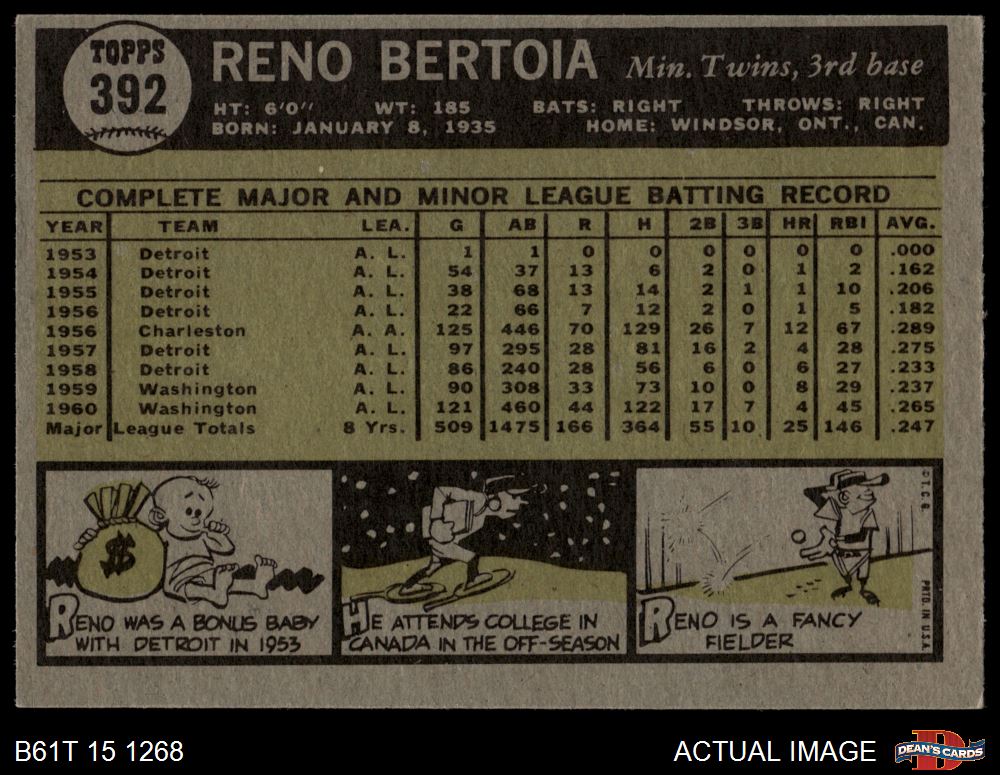 TOPPS
392
RENO BERTOIA Min. Twins, 3rd base
HT: 6'0" WT: 185 BATS: RIGHT THROWS: RIGHT
BORN: JANUARY 8, 1935 HOME: WINDSOR, ONT., CAN.
COMPLETE MAJOR AND MINOR LEAGUE BATTING RECORD
YEAR TEAM LEA. G AB R H 2B 3B HR RBI AVG.
1953 Detroit A. L. 1 1 0 0 0 0 0 0 .000
1954 Detroit A. L. 54 37 13 6 2 0 1 2 .162
1955 Detroit A. L. 38 68 13 14 2 1 1 10 .206
1956 Detroit A. L. 22 66 7 12 2 0 1 5 .182
1956 Charleston A. A. 125 446 70 129 26 7 12 67 .289
1957 Detroit A. L. 97 295 28 81 16 2 4 28 .275
1958 Detroit A. L. 86 240 28 56 6 0 6 27 .233
1959 Washington A. L. 90 308 33 73 10 0 8 29 .237
1960 Washington A. L. 121 460 44 122 17 7 4 45 .265
Major League Totals 8 Yrs. 509 1475 166 364 55 10 25 146 .247
$
RENO WAS A BONUS BABY
WITH DETROIT IN 1953
HE ATTENDS COLLEGE IN
CANADA IN THE OFF-SEASON
RENO IS A FANCY
FIELDER
© T. C. G.
PRTD. IN U.S.A.
B61T 15 1268
ACTUAL IMAGE
D
DEAN'S CARDS